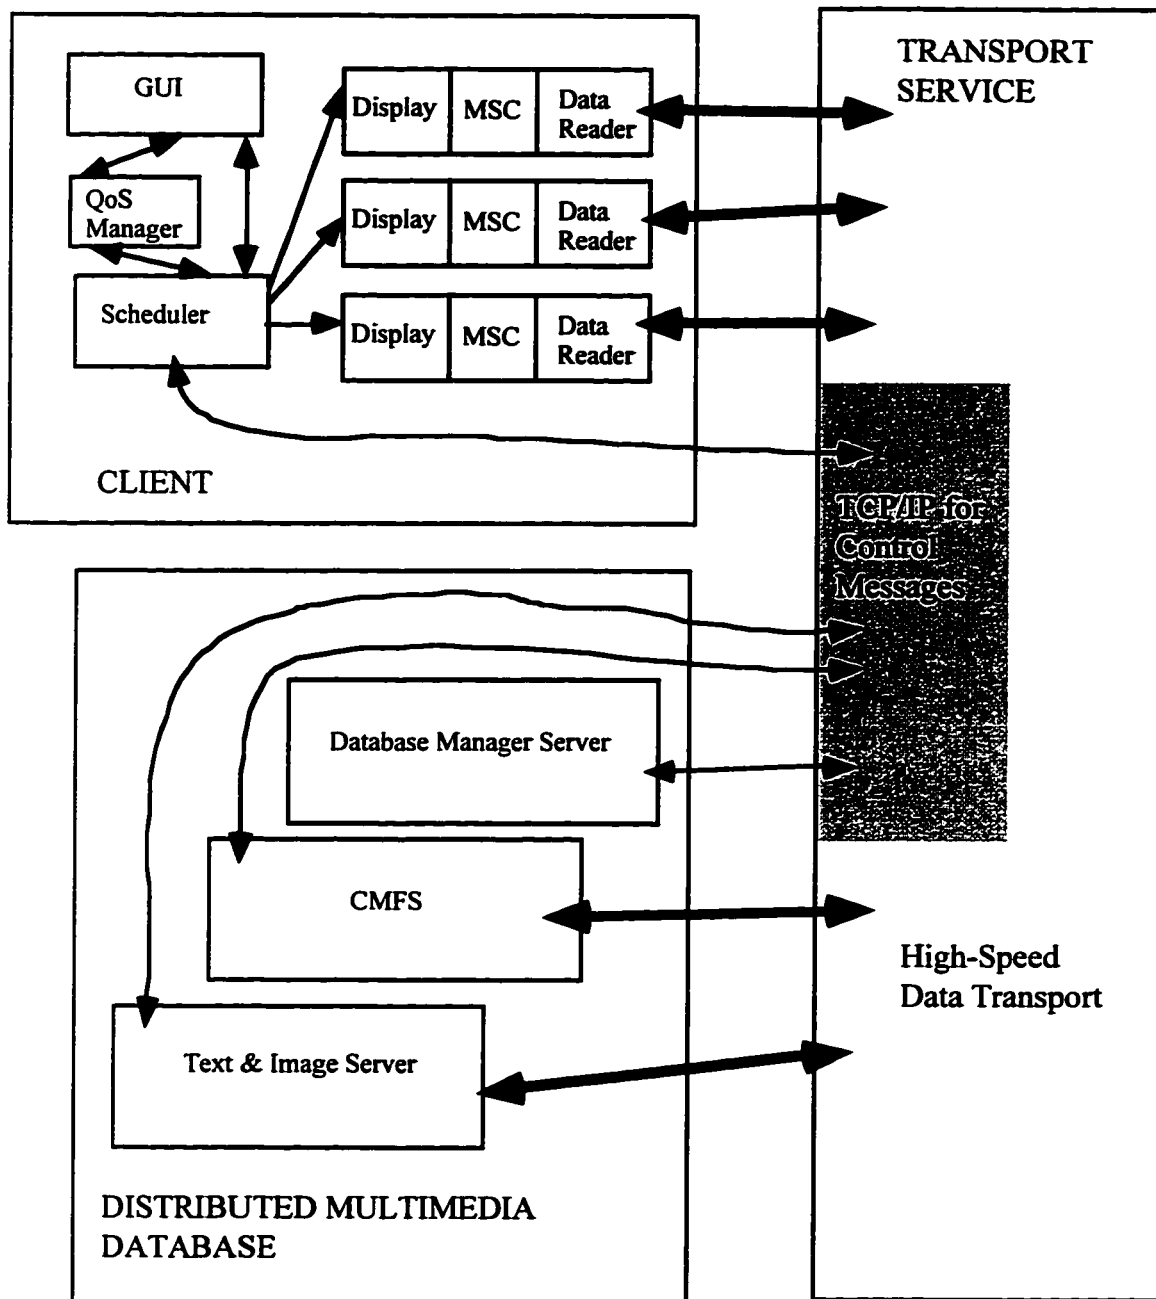 GUI
QoS
Manager
Scheduler
Display MSC Data
Reader
Display MSC Data
Reader
Display MSC Data
Reader
CLIENT
TRANSPORT
SERVICE
TCP/IP for
Control
Messages
Database Manager Server
CMFS
Text & Image Server
DISTRIBUTED MULTIMEDIA
DATABASE
High-Speed
Data Transport